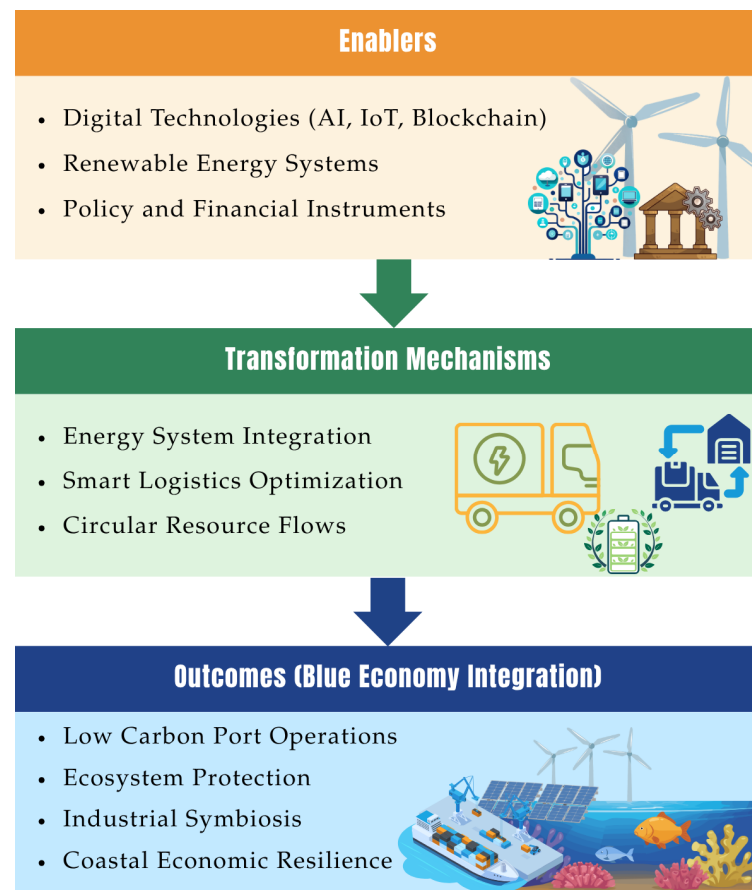 Enablers
• Digital Technologies (AI, IoT, Blockchain)
• Renewable Energy Systems
• Policy and Financial Instruments
Transformation Mechanisms
• Energy System Integration
• Smart Logistics Optimization
• Circular Resource Flows
Outcomes (Blue Economy Integration)
• Low Carbon Port Operations
• Ecosystem Protection
• Industrial Symbiosis
• Coastal Economic Resilience